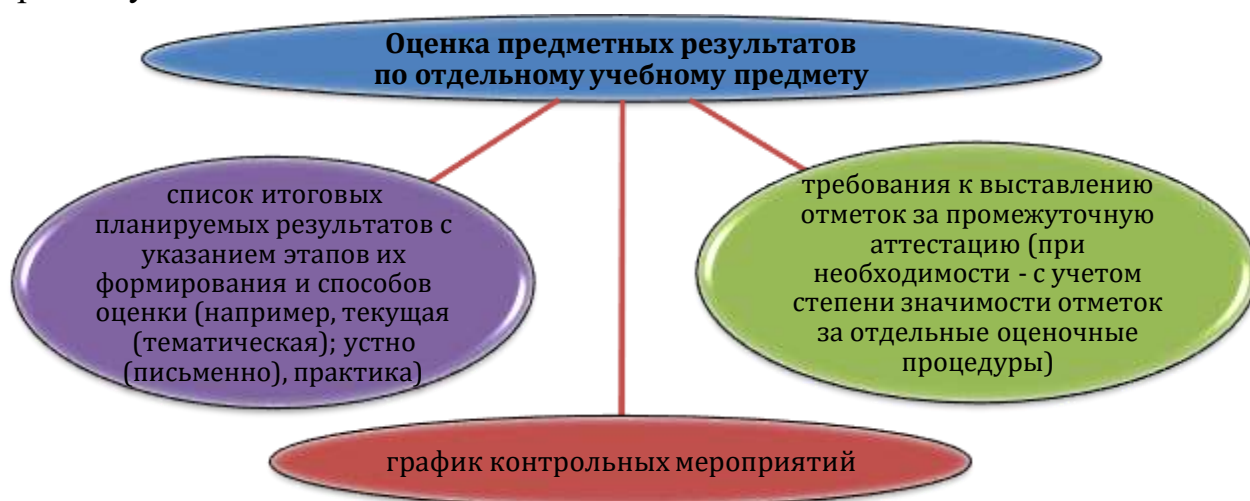 Оценка предметных результатов
по отдельному учебному предмету
список итоговых
планируемых результатов с
указанием этапов их
формирования и способов
оценки (например, текущая
(тематическая); устно
(письменно), практика)
требования к выставлению
отметок за промежуточную
аттестацию (при
необходимости - с учетом
степени значимости отметок
за отдельные оценочные
процедуры)
график контрольных мероприятий